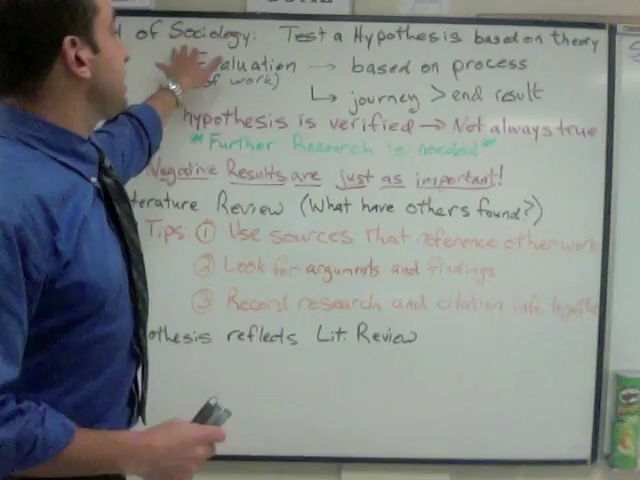 of Sociology: Test a Hypothesis based on theory
Evaluation → based on process
of work)
↳ journey > end result
hypothesis is verified → Not always true
*Further Research is needed*
Negative Results are just as important!
terature Review (What have others found?)
Tips: ① Use sources that reference other work
② Look for arguments and findings
③ Record research and citation info together
othesis reflects Lit. Review